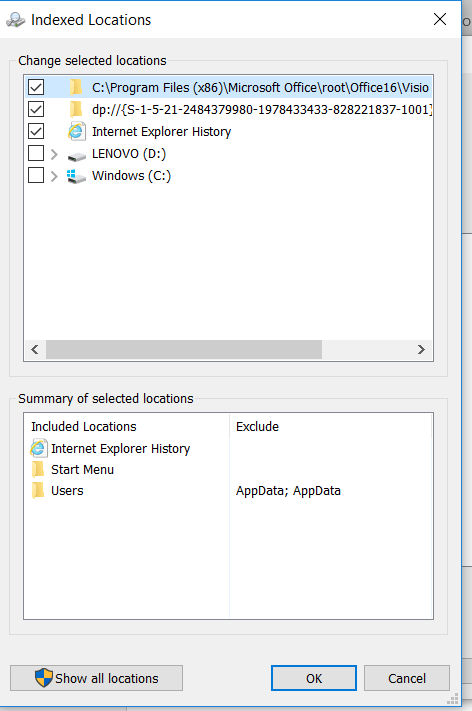 Indexed Locations
Change selected locations
C:\Program Files (x86)\Microsoft Office\root\Office16\Visio
dp://{S-1-5-21-2484379980-1978433433-828221837-1001}
Internet Explorer History
LENOVO (D:)
Windows (C:)
Summary of selected locations
Included Locations Exclude
Internet Explorer History
Start Menu
Users AppData; AppData
Show all locations OK Cancel